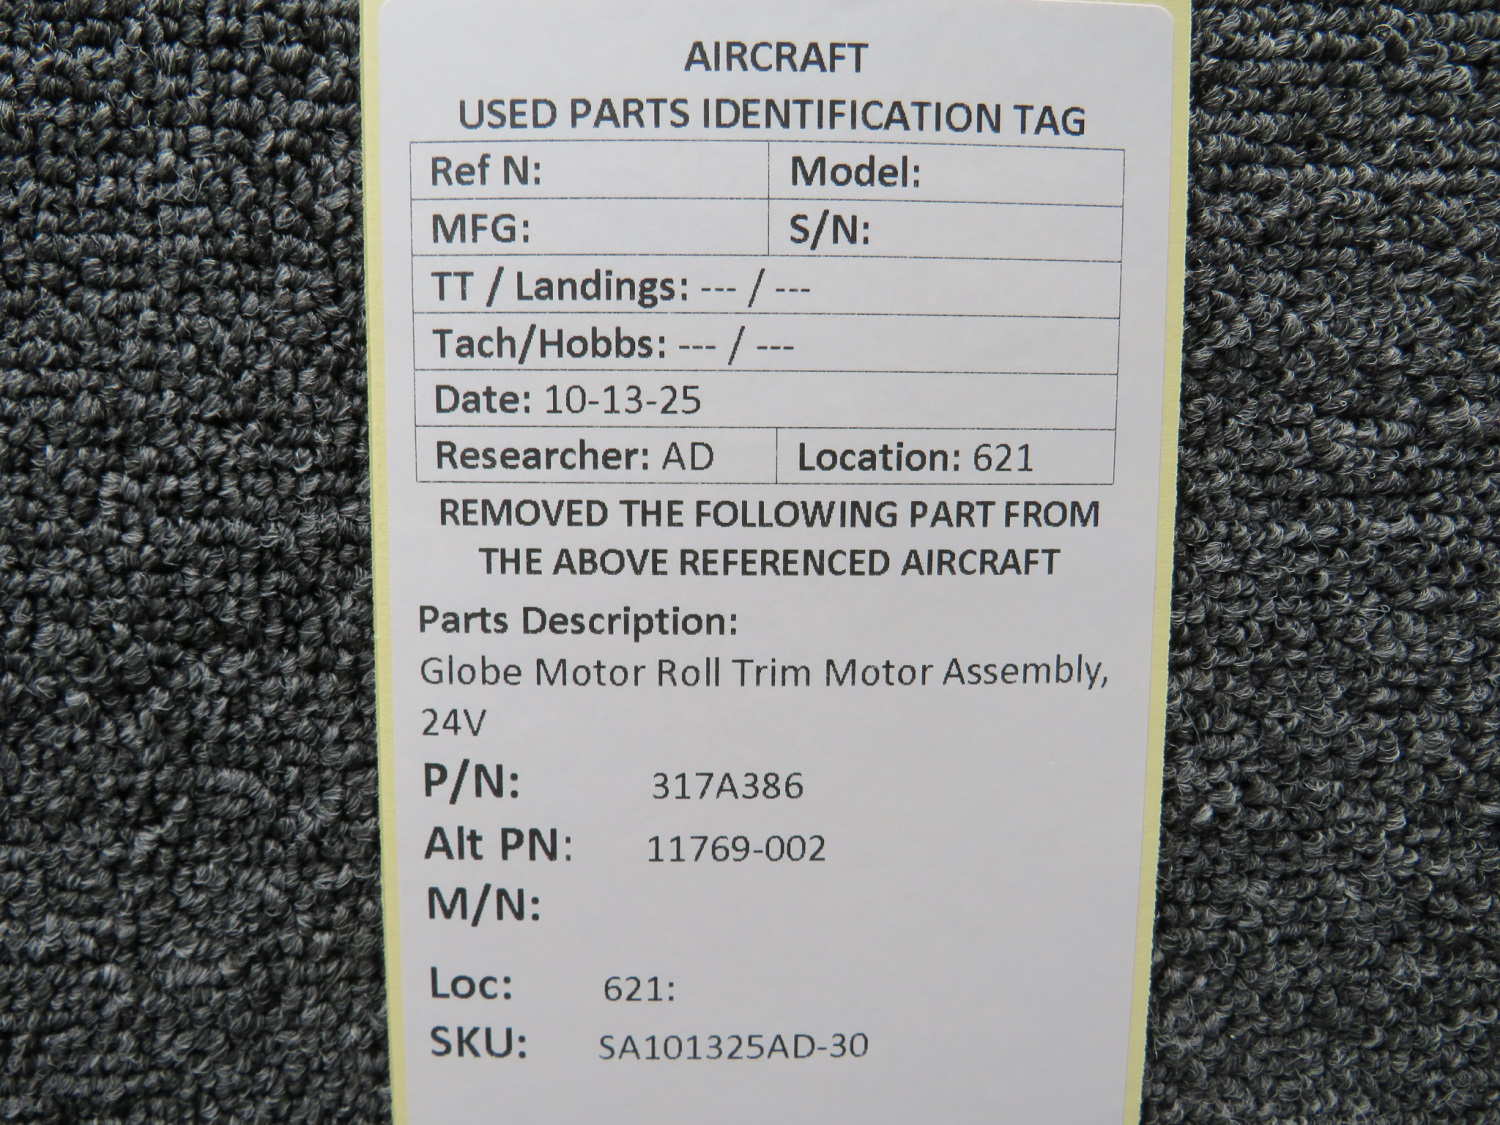 AIRCRAFT
USED PARTS IDENTIFICATION TAG
Ref N: Model:
MFG: S/N:
TT / Landings: --- / ---
Tach/Hobbs: --- / ---
Date: 10-13-25
Researcher: AD Location: 621
REMOVED THE FOLLOWING PART FROM
THE ABOVE REFERENCED AIRCRAFT
Parts Description:
Globe Motor Roll Trim Motor Assembly,
24V
P/N: 317A386
Alt PN: 11769-002
M/N:
Loc: 621:
SKU: SA101325AD-30